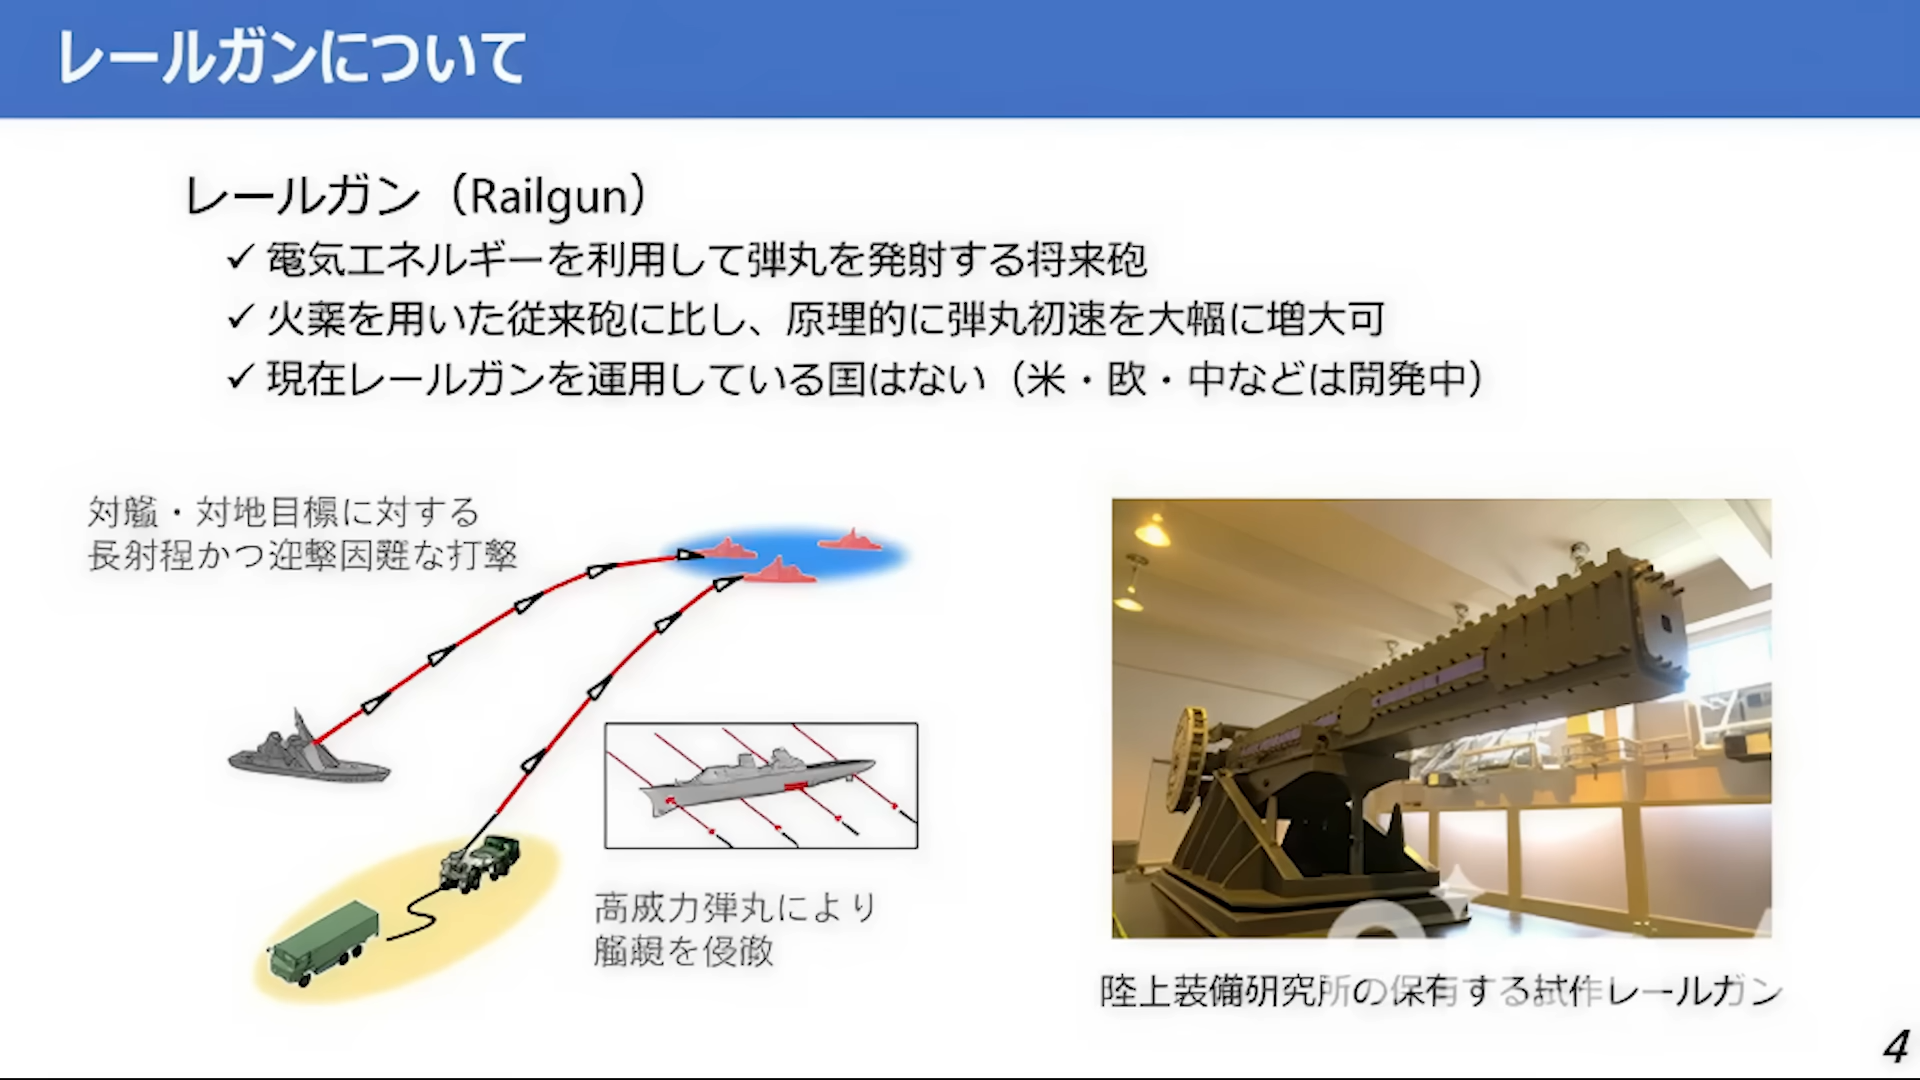 レールガンについて
レールガン（Railgun）
✓ 電気エネルギーを利用して弾丸を発射する将来砲
✓ 火薬を用いた従来砲に比し、原理的に弾丸初速を大幅に増大可
✓ 現在レールガンを運用している国はない（米・欧・中などは開発中）
対艦・対地目標に対する
長射程かつ迎撃困難な打撃
高威力弾丸により
艦艇を侵徹
陸上装備研究所の保有する試作レールガン
4